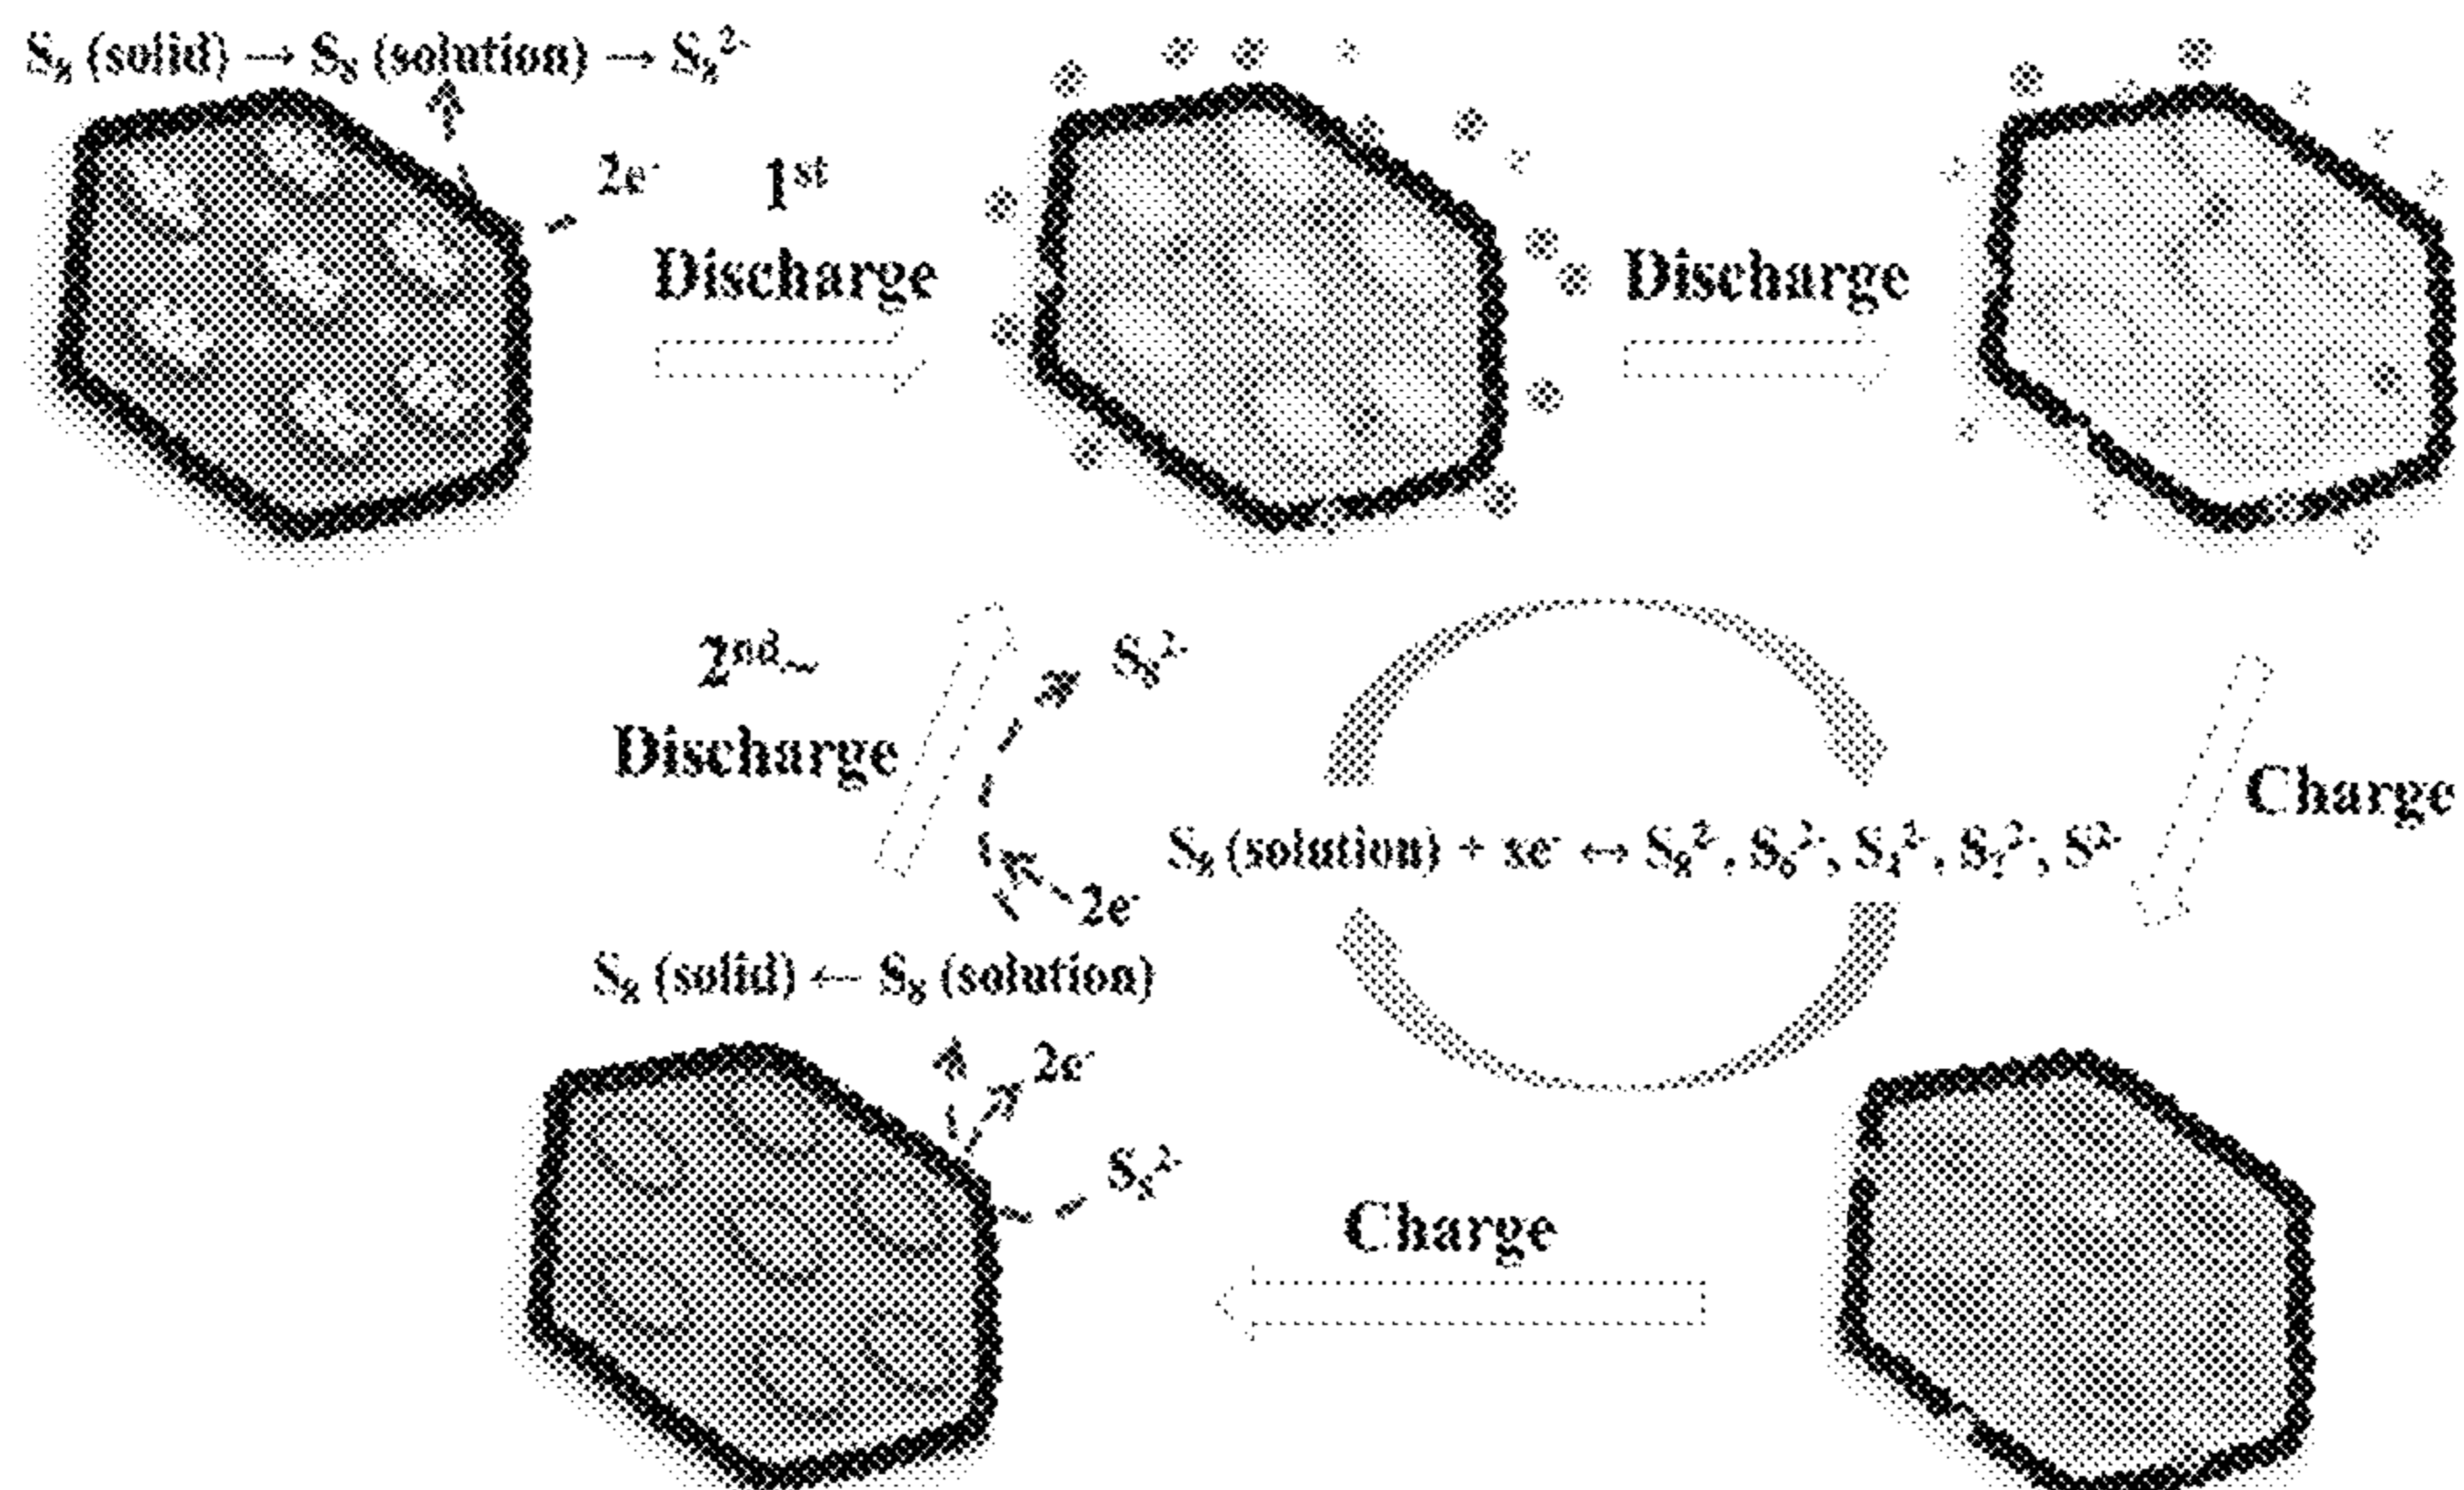 S₈ (solid) → S₈ (solution) → S₈²⁻
2e⁻
1st
Discharge
Discharge
2nd~
Discharge
S₈²⁻
Charge
S₈ (solution) + xe⁻ ↔ S₈²⁻, S₆²⁻, S₄²⁻, S₂²⁻, S²⁻
2e⁻
S₈ (solid) ← S₈ (solution)
2e⁻
S₈²⁻
Charge